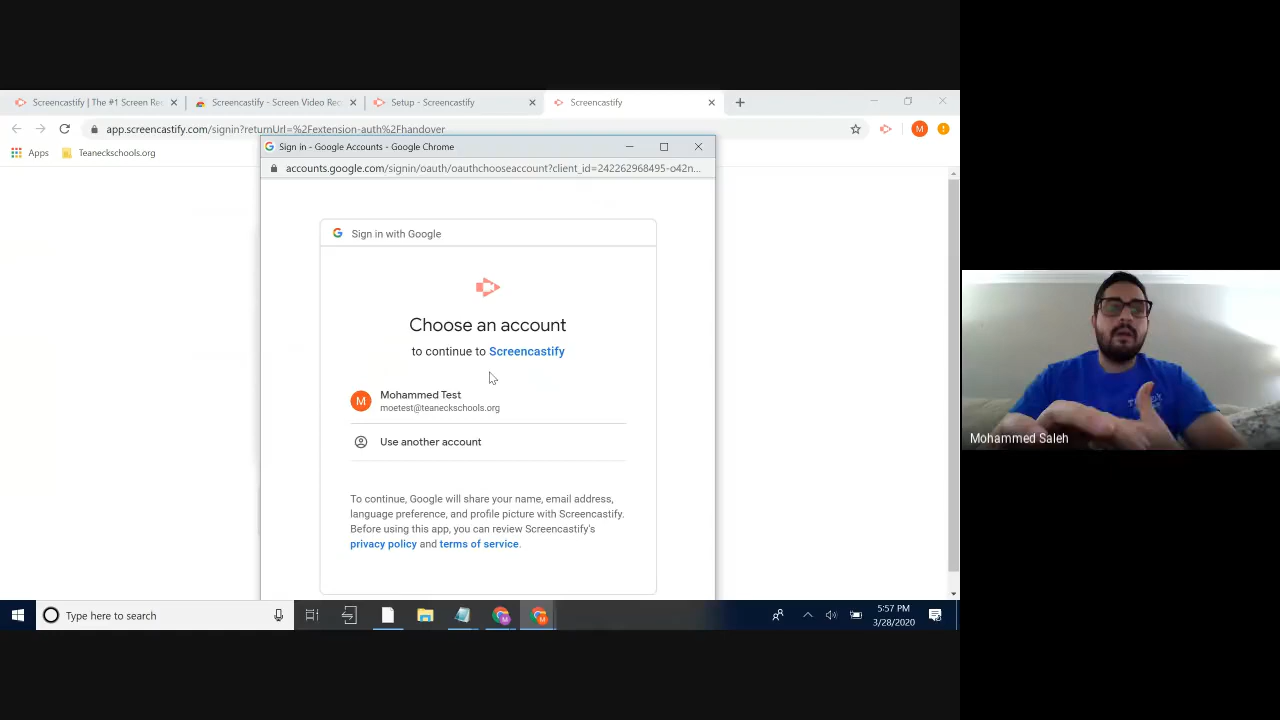 Screencastify | The #1 Screen Rec
Screencastify - Screen Video Rec
Setup - Screencastify
Screencastify
app.screencastify.com/signin?returnUrl=%2Fextension-auth%2Fhandover
M
Apps
Teaneckschools.org
Sign in - Google Accounts - Google Chrome
accounts.google.com/signin/oauth/oauthchooseaccount?client_id=242262968495-o42n...
Sign in with Google
Choose an account
to continue to Screencastify
M
Mohammed Test
moetest@teaneckschools.org
Use another account
To continue, Google will share your name, email address,
language preference, and profile picture with Screencastify.
Before using this app, you can review Screencastify's
privacy policy and terms of service.
Mohammed Saleh
Type here to search
5:57 PM
3/28/2020